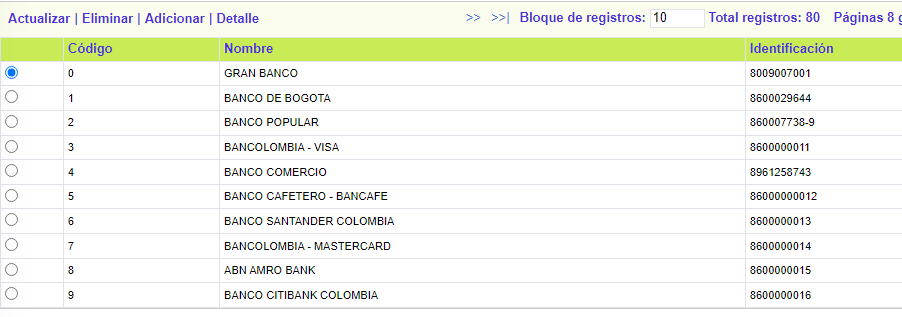 Actualizar | Eliminar | Adicionar | Detalle >> >>| Bloque de registros: 10 Total registros: 80 Páginas 8
Código Nombre Identificación
0 GRAN BANCO 8009007001
1 BANCO DE BOGOTA 8600029644
2 BANCO POPULAR 860007738-9
3 BANCOLOMBIA - VISA 8600000011
4 BANCO COMERCIO 8961258743
5 BANCO CAFETERO - BANCAFE 86000000012
6 BANCO SANTANDER COLOMBIA 8600000013
7 BANCOLOMBIA - MASTERCARD 8600000014
8 ABN AMRO BANK 8600000015
9 BANCO CITIBANK COLOMBIA 8600000016